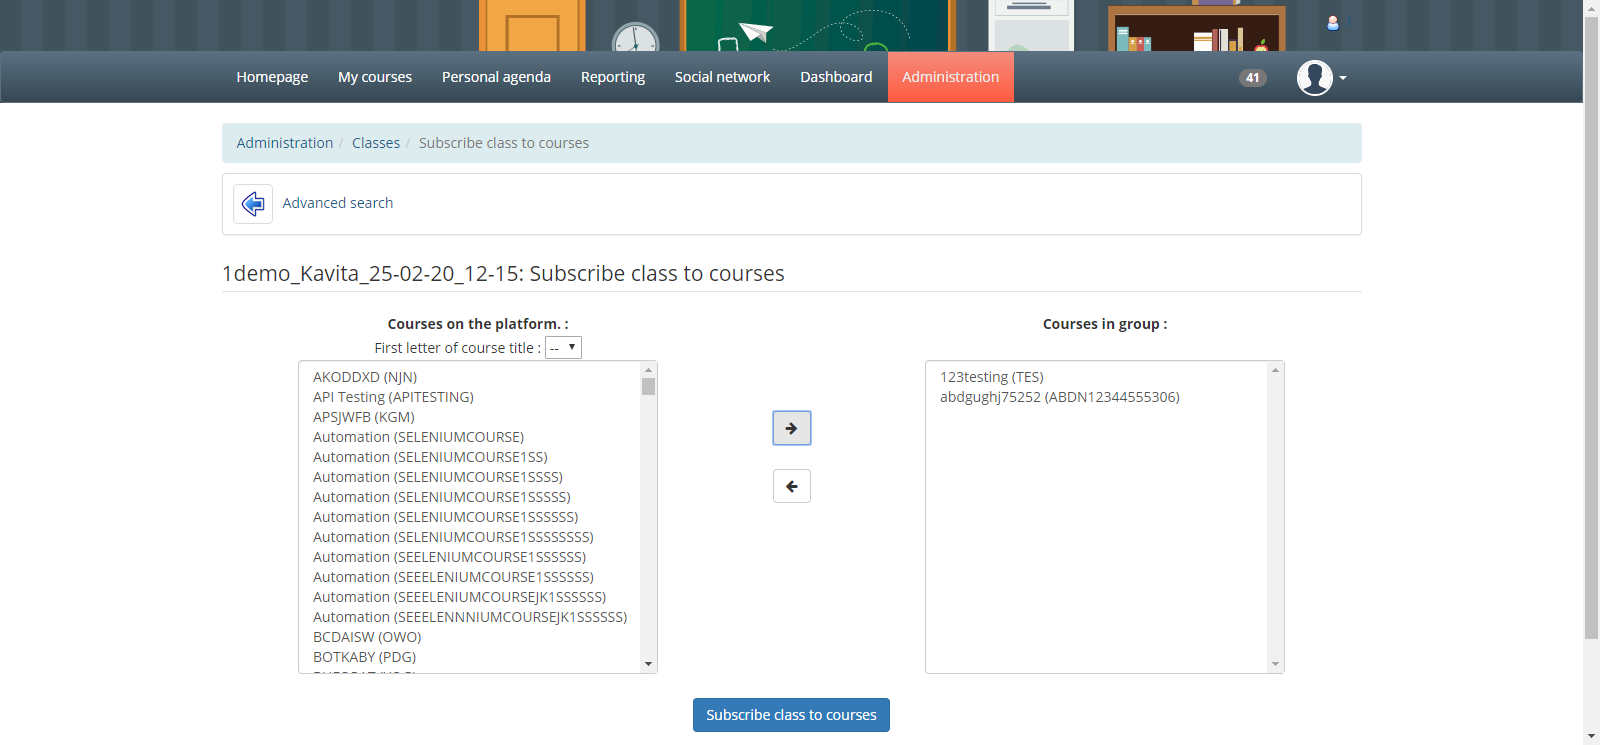 Homepage My courses Personal agenda Reporting Social network Dashboard Administration 41
Administration / Classes / Subscribe class to courses
Advanced search
1demo_Kavita_25-02-20_12-15: Subscribe class to courses
Courses on the platform. :
First letter of course title : --
AKODDXD (NJN)
API Testing (APITESTING)
APSJWFB (KGM)
Automation (SELENIUMCOURSE)
Automation (SELENIUMCOURSE1SS)
Automation (SELENIUMCOURSE1SSSS)
Automation (SELENIUMCOURSE1SSSSS)
Automation (SELENIUMCOURSE1SSSSSS)
Automation (SELENIUMCOURSE1SSSSSSSS)
Automation (SEELENIUMCOURSE1SSSSSS)
Automation (SEEELENIUMCOURSE1SSSSSS)
Automation (SEEELENIUMCOURSEJK1SSSSSS)
Automation (SEEELENNNIUMCOURSEJK1SSSSSS)
BCDAISW (OWO)
BOTKABY (PDG)
Courses in group :
123testing (TES)
abdgughj75252 (ABDN12344555306)
Subscribe class to courses